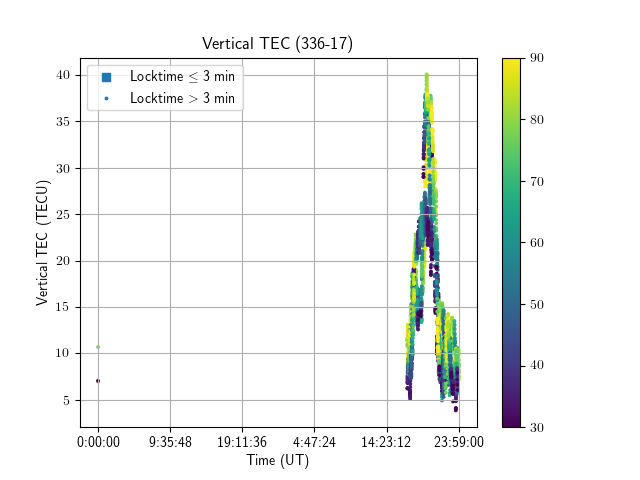 Vertical TEC (336-17)
Locktime ≤ 3 min
Locktime > 3 min
Vertical TEC (TECU)
40
35
30
25
20
15
10
5
0:00:00 9:35:48 19:11:36 4:47:24 14:23:12 23:59:00
Time (UT)
90
80
70
60
50
40
30